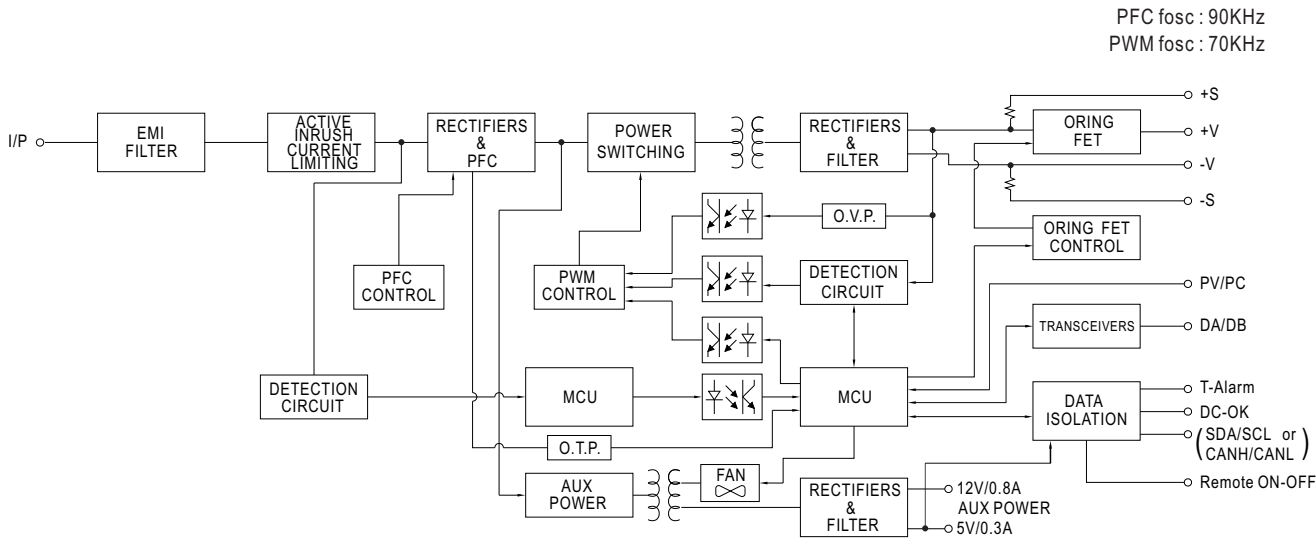 PFC fosc : 90KHz
PWM fosc : 70KHz
I/P
EMI
FILTER
ACTIVE
INRUSH
CURRENT
LIMITING
RECTIFIERS
&
PFC
POWER
SWITCHING
RECTIFIERS
&
FILTER
ORING
FET
+S
+V
-V
-S
O.V.P.
ORING FET
CONTROL
PFC
CONTROL
PWM
CONTROL
DETECTION
CIRCUIT
PV/PC
TRANSCEIVERS
DA/DB
DETECTION
CIRCUIT
MCU
MCU
DATA
ISOLATION
T-Alarm
DC-OK
(SDA/SCL or
CANH/CANL)
Remote ON-OFF
O.T.P.
AUX
POWER
FAN
RECTIFIERS
&
FILTER
12V/0.8A
AUX POWER
5V/0.3A